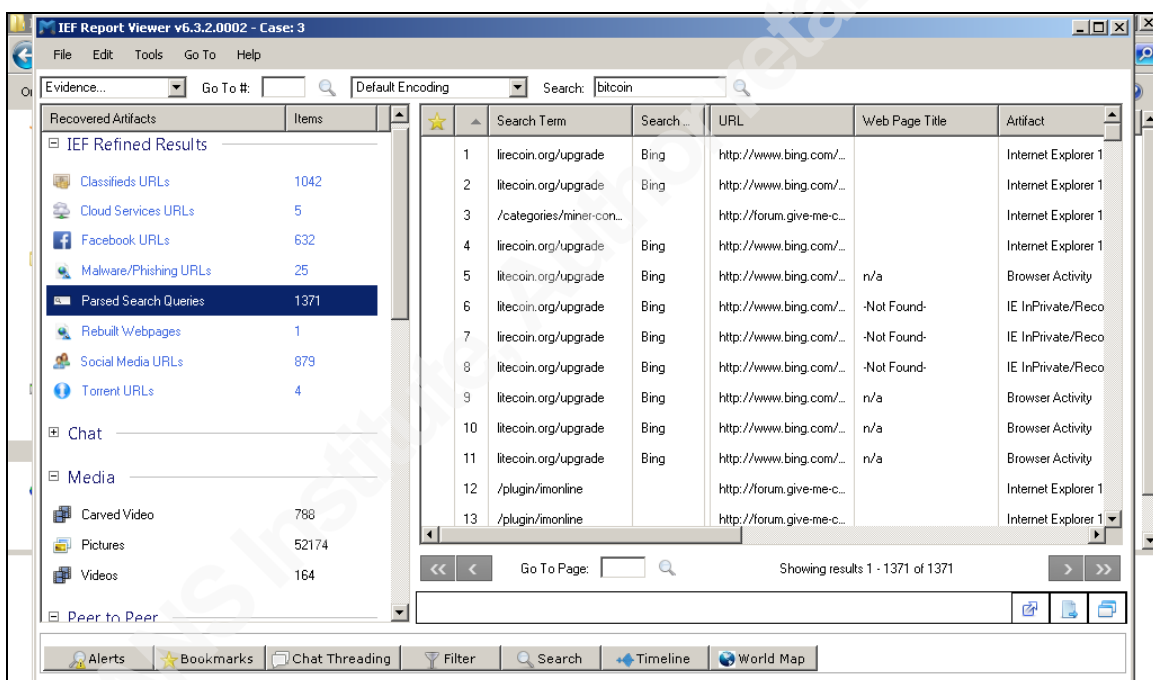 IEF Report Viewer v6.3.2.0002 - Case: 3
File Edit Tools Go To Help
Evidence... Go To #: Default Encoding Search: bitcoin
Recovered Artifacts Items
IEF Refined Results
Classifieds URLs 1042
Cloud Services URLs 5
Facebook URLs 632
Malware/Phishing URLs 25
Parsed Search Queries 1371
Rebuilt Webpages 1
Social Media URLs 879
Torrent URLs 4
Chat
Media
Carved Video 788
Pictures 52174
Videos 164
Peer to Peer
Search Term Search ... URL Web Page Title Artifact
1 lirecoin.org/upgrade Bing http://www.bing.com/... Internet Explorer 1
2 litecoin.org/upgrade Bing http://www.bing.com/... Internet Explorer 1
3 /categories/miner-con... http://forum.give-me-c... Internet Explorer 1
4 lirecoin.org/upgrade Bing http://www.bing.com/... Internet Explorer 1
5 litecoin.org/upgrade Bing http://www.bing.com/... n/a Browser Activity
6 litecoin.org/upgrade Bing http://www.bing.com/... -Not Found- IE InPrivate/Reco
7 lirecoin.org/upgrade Bing http://www.bing.com/... -Not Found- IE InPrivate/Reco
8 litecoin.org/upgrade Bing http://www.bing.com/... -Not Found- IE InPrivate/Reco
9 litecoin.org/upgrade Bing http://www.bing.com/... n/a Browser Activity
10 litecoin.org/upgrade Bing http://www.bing.com/... n/a Browser Activity
11 litecoin.org/upgrade Bing http://www.bing.com/... n/a Browser Activity
12 /plugin/imonline http://forum.give-me-c... Internet Explorer 1
13 /plugin/imonline http://forum.give-me-c... Internet Explorer 1
<< < Go To Page: Showing results 1 - 1371 of 1371 > >>
Alerts Bookmarks Chat Threading Filter Search Timeline World Map